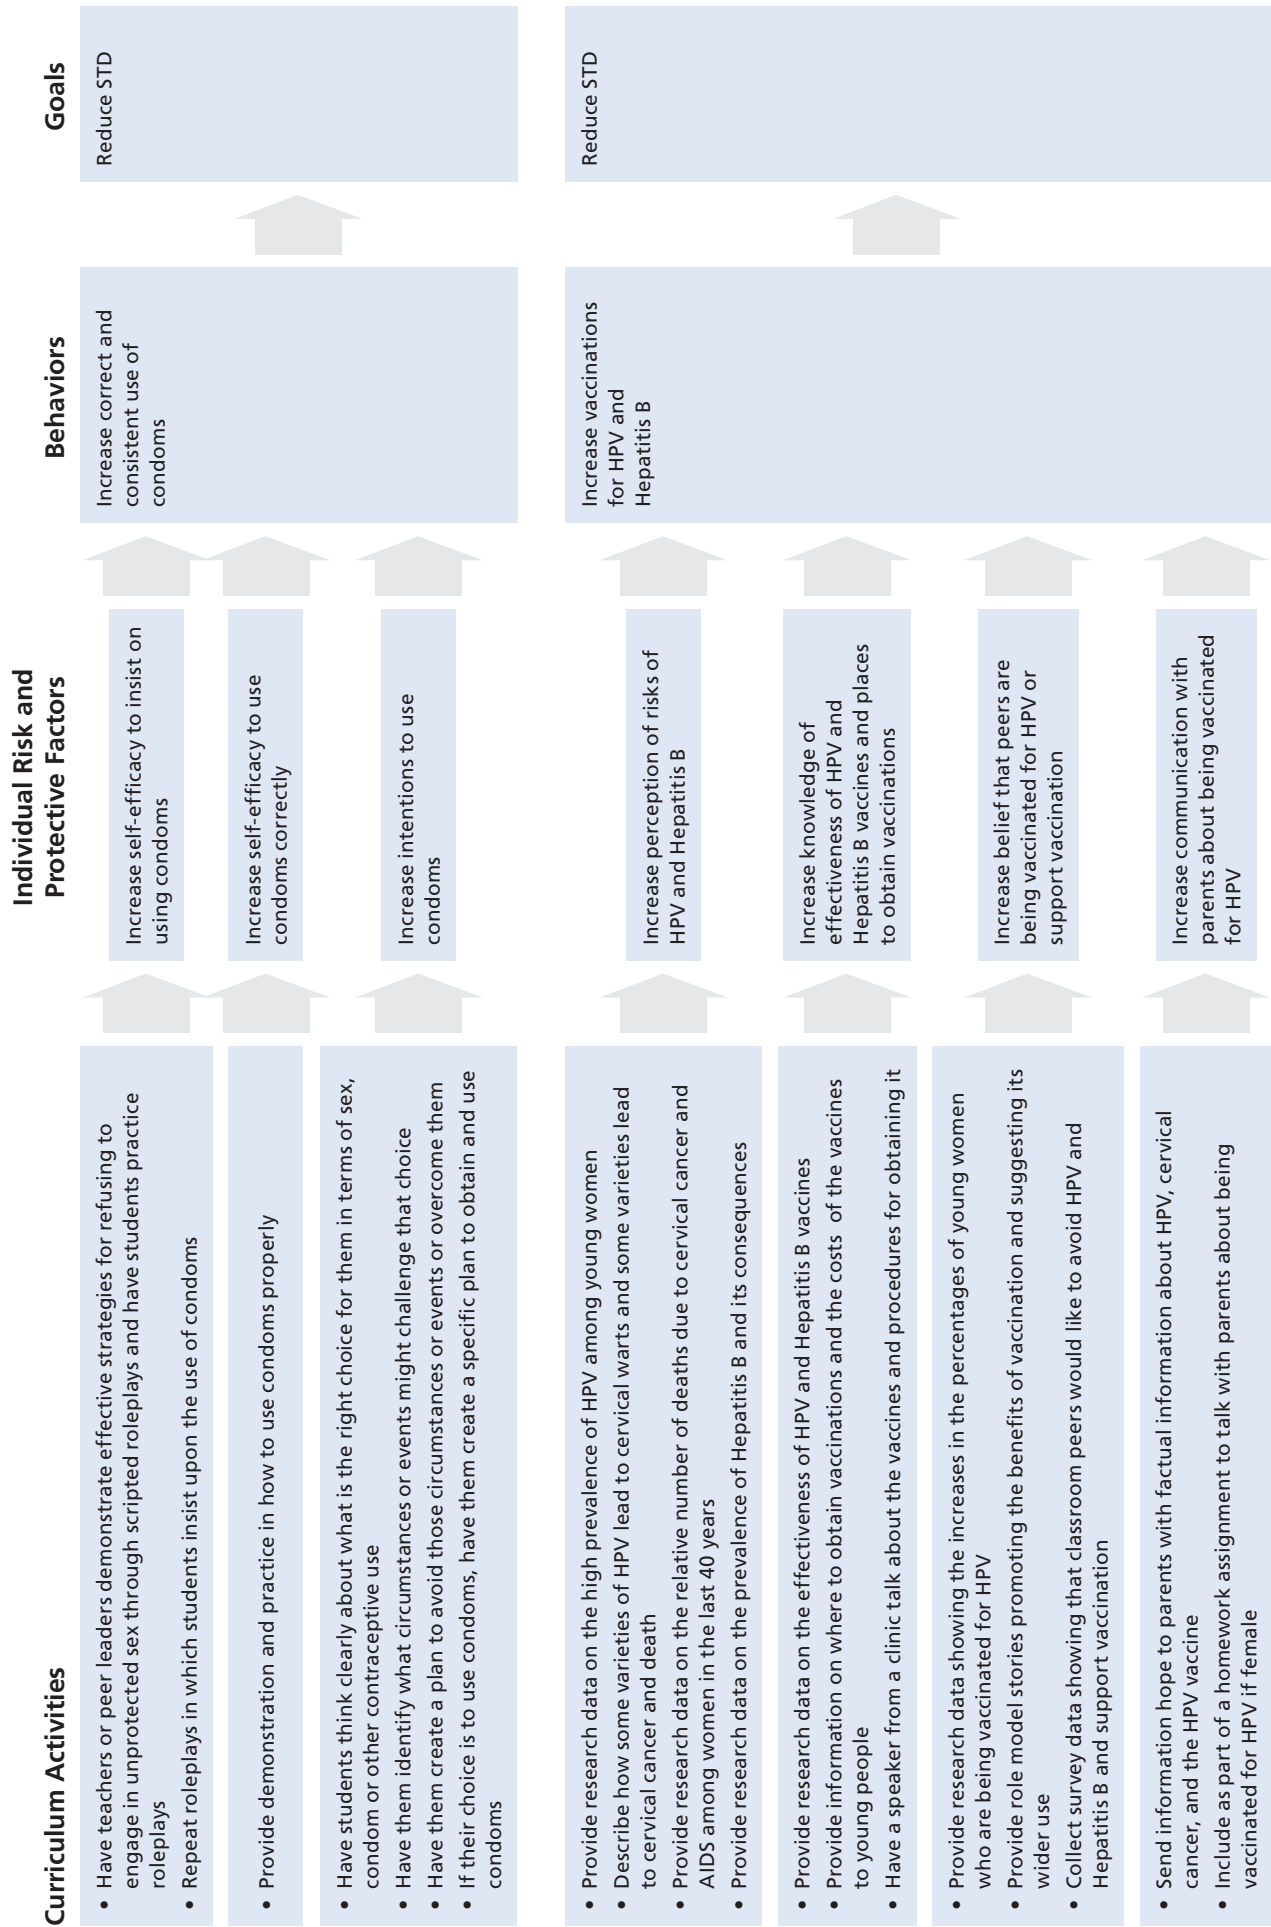 Curriculum Activities
Individual Risk and
Protective Factors
Behaviors
Goals
• Have teachers or peer leaders demonstrate effective strategies for refusing to
engage in unprotected sex through scripted roleplays and have students practice
roleplays
• Repeat roleplays in which students insist upon the use of condoms
Increase self-efficacy to insist on
using condoms
Increase correct and
consistent use of
condoms
Reduce STD
• Provide demonstration and practice in how to use condoms properly
Increase self-efficacy to use
condoms correctly
• Have students think clearly about what is the right choice for them in terms of sex,
condom or other contraceptive use
• Have them identify what circumstances or events might challenge that choice
• Have them create a plan to avoid those circumstances or events or overcome them
• If their choice is to use condoms, have them create a specific plan to obtain and use
condoms
Increase intentions to use
condoms
• Provide research data on the high prevalence of HPV among young women
• Describe how some varieties of HPV lead to cervical warts and some varieties lead
to cervical cancer and death
• Provide research data on the relative number of deaths due to cervical cancer and
AIDS among women in the last 40 years
• Provide research data on the prevalence of Hepatitis B and its consequences
Increase perception of risks of
HPV and Hepatitis B
Increase vaccinations
for HPV and
Hepatitis B
Reduce STD
• Provide research data on the effectiveness of HPV and Hepatitis B vaccines
• Provide information on where to obtain vaccinations and the costs of the vaccines
to young people
• Have a speaker from a clinic talk about the vaccines and procedures for obtaining it
Increase knowledge of
effectiveness of HPV and
Hepatitis B vaccines and places
to obtain vaccinations
• Provide research data showing the increases in the percentages of young women
who are being vaccinated for HPV
• Provide role model stories promoting the benefits of vaccination and suggesting its
wider use
• Collect survey data showing that classroom peers would like to avoid HPV and
Hepatitis B and support vaccination
Increase belief that peers are
being vaccinated for HPV or
support vaccination
• Send information hope to parents with factual information about HPV, cervical
cancer, and the HPV vaccine
• Include as part of a homework assignment to talk with parents about being
vaccinated for HPV if female
Increase communication with
parents about being vaccinated
for HPV